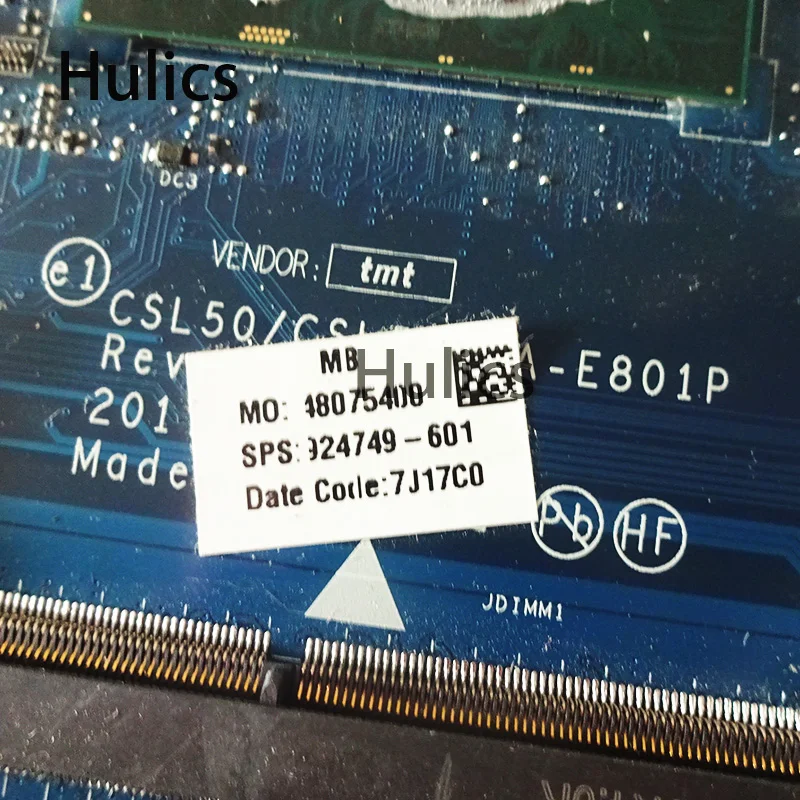 Hulics
DC3
VENDOR: tmt
e1
CSL50/CSL
-E801P
Rev
MB
Hulics
201
MO: 48075400
SPS: 924749-601
Made
Date Code:7J17C0
Pb
HF
JDIMM1
Hulics